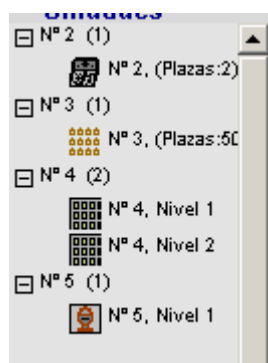 Unidades
Nº 2 (1)
Nº 2, (Plazas:2)
Nº 3 (1)
Nº 3, (Plazas:50
Nº 4 (2)
Nº 4, Nivel 1
Nº 4, Nivel 2
Nº 5 (1)
Nº 5, Nivel 1